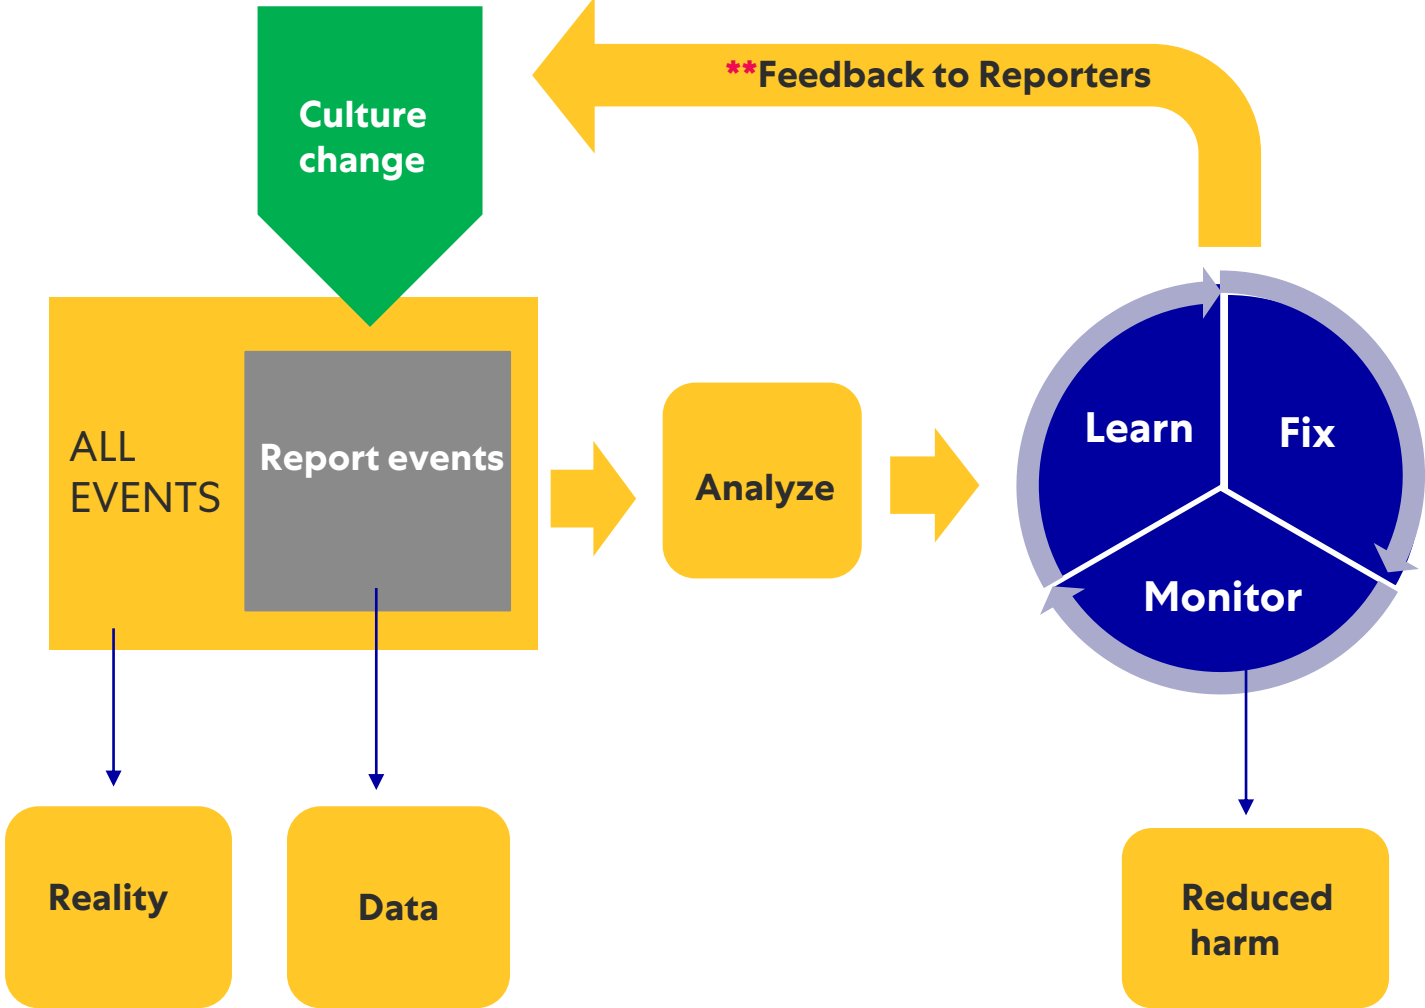 **Feedback to Reporters
Culture
change
ALL
EVENTS
Report events
Analyze
Learn
Fix
Monitor
Reality
Data
Reduced
harm